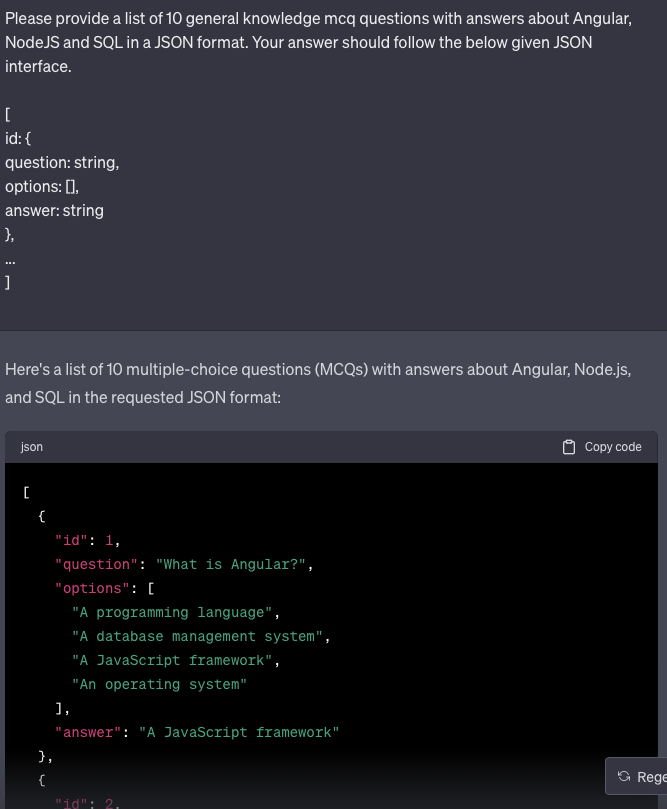 Please provide a list of 10 general knowledge mcq questions with answers about Angular,
NodeJS and SQL in a JSON format. Your answer should follow the below given JSON
interface.
[
id: {
question: string,
options: [],
answer: string
},
...
]
Here's a list of 10 multiple-choice questions (MCQs) with answers about Angular, Node.js,
and SQL in the requested JSON format:
json Copy code
[
{
"id": 1,
"question": "What is Angular?",
"options": [
"A programming language",
"A database management system",
"A JavaScript framework",
"An operating system"
],
"answer": "A JavaScript framework"
},
{
Rege
"id": 2,